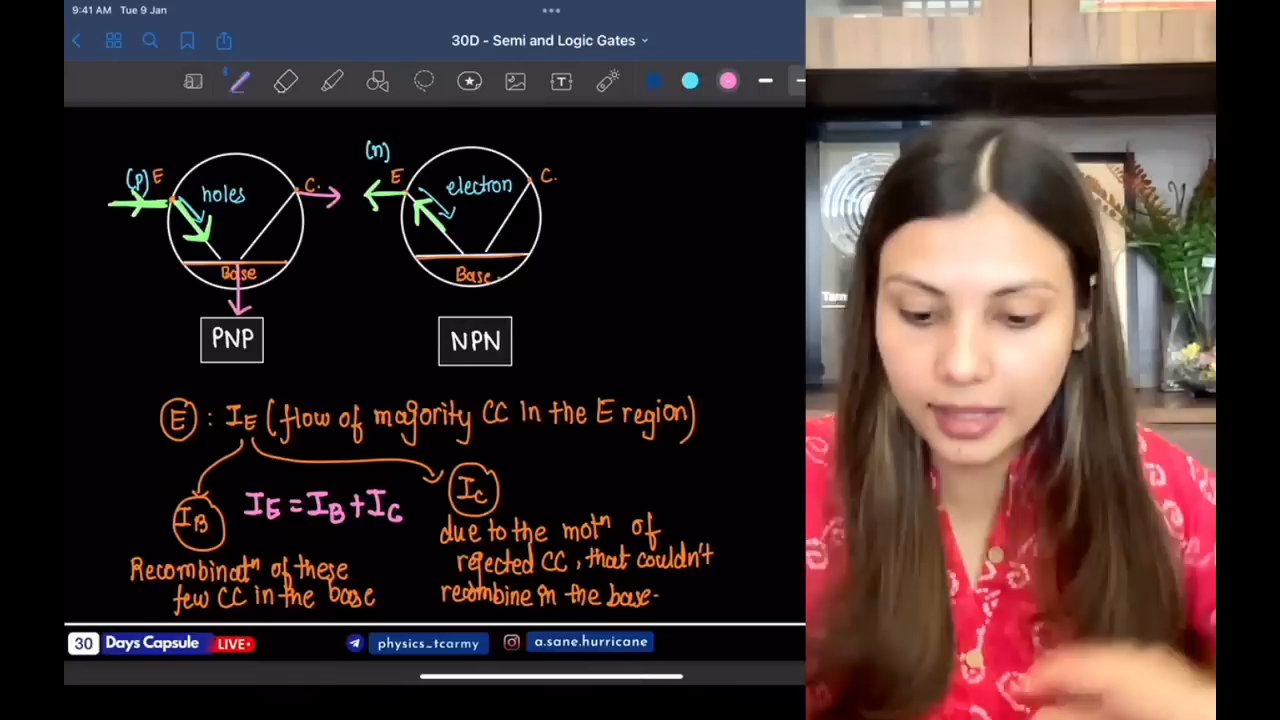 9:41 AM Tue 9 Jan
30D - Semi and Logic Gates
(P) E
holes
C.
Base
PNP
(n)
E
electron
C.
Base
NPN
E : IE (flow of majority CC in the E region)
IB
IE = IB + IC
IC
Recombinatn of these
few CC in the base
due to the motn of
rejected CC, that couldn't
recombine in the base.
30 Days Capsule LIVE
physics_tcarmy
a.sane.hurricane